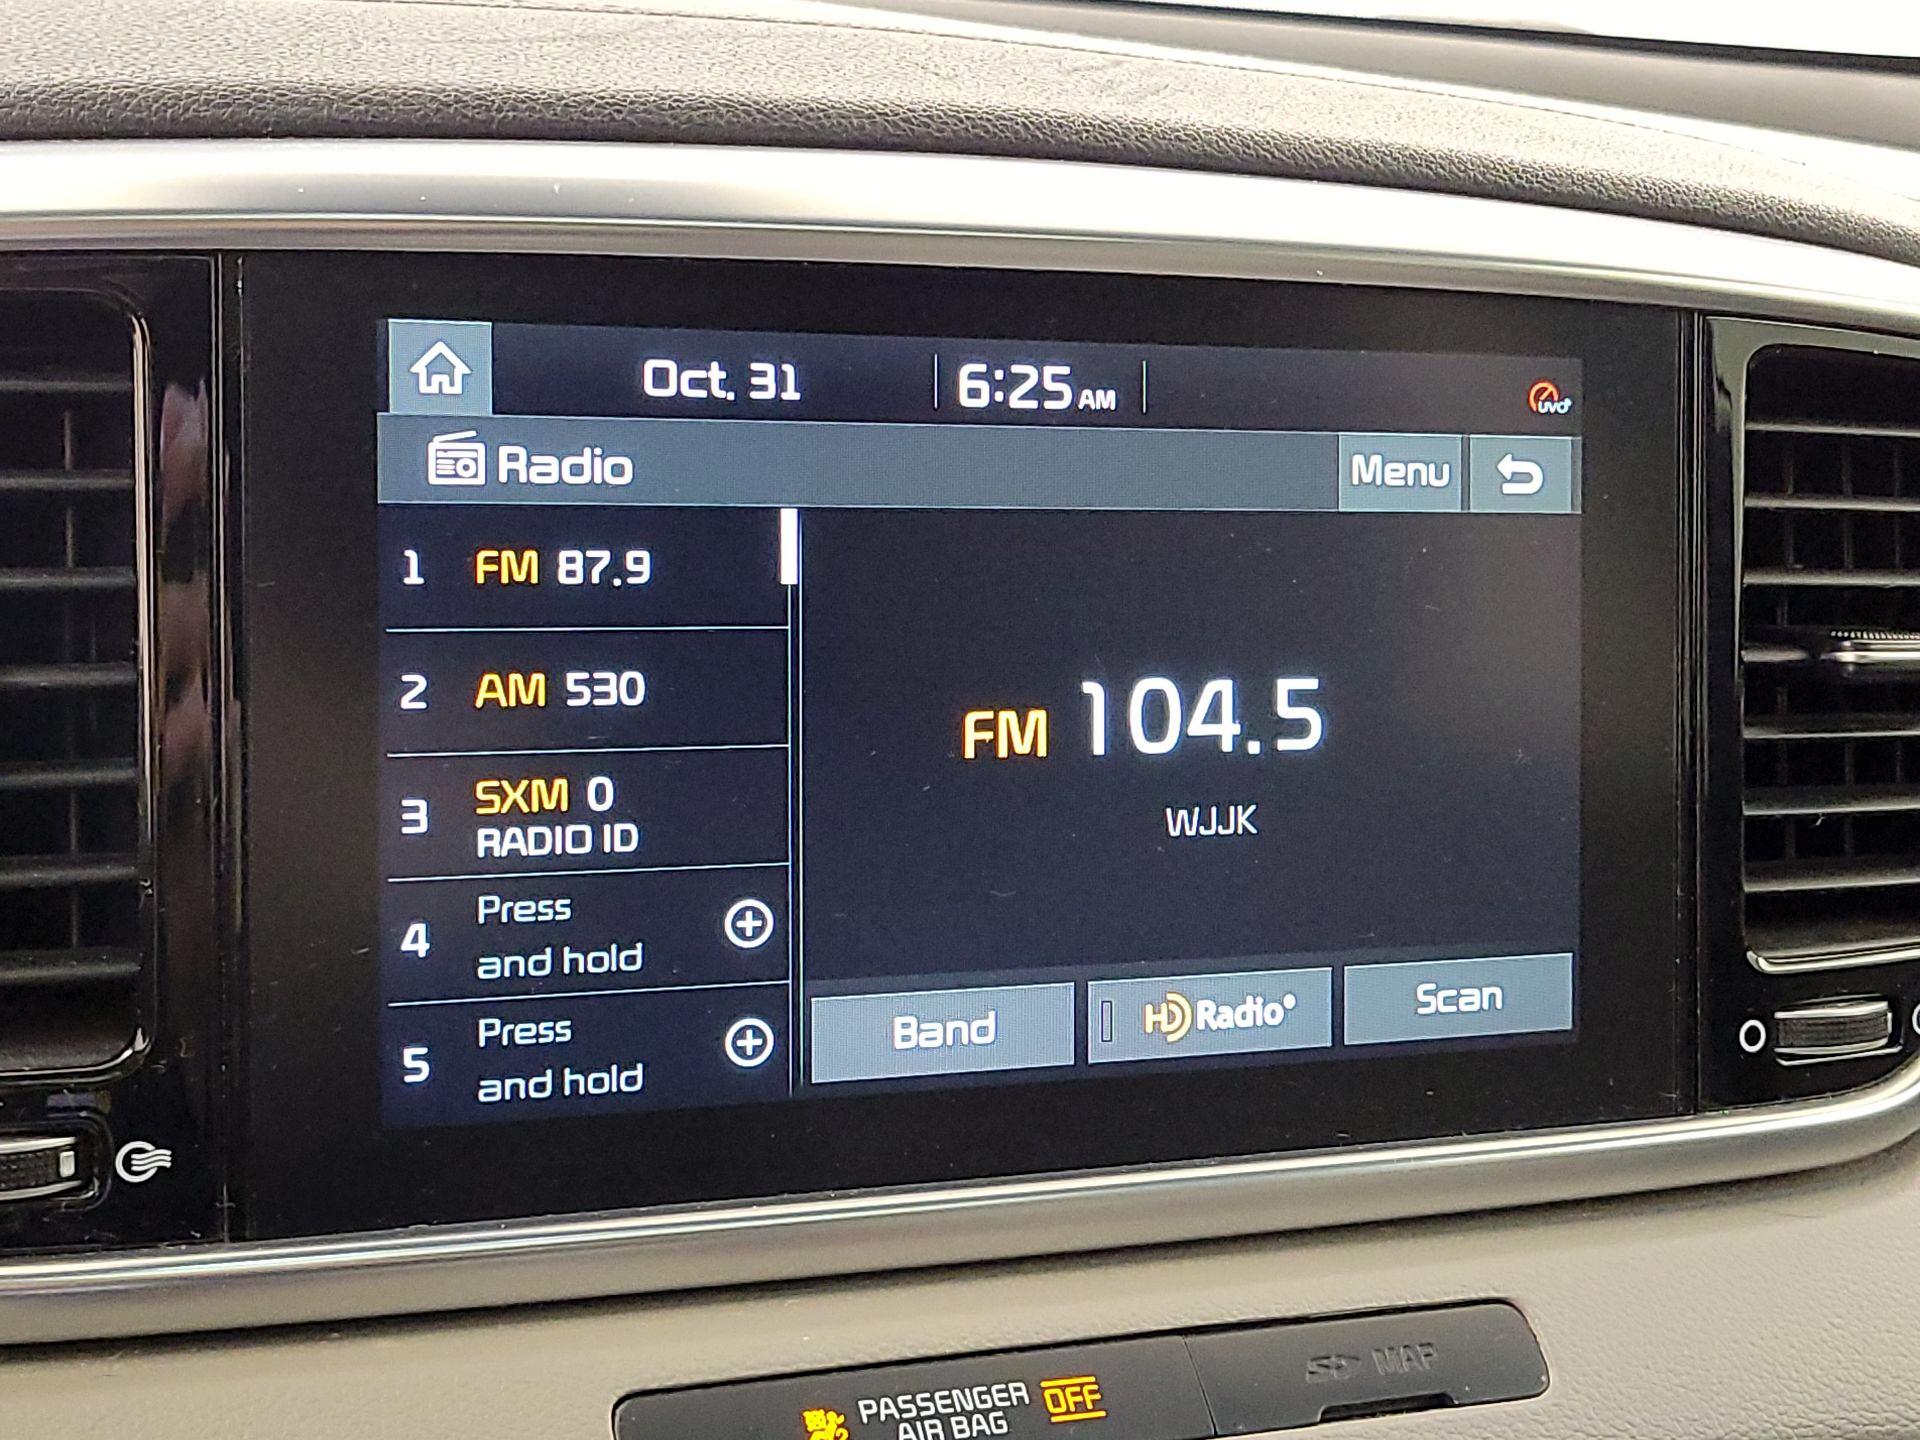 Oct. 31 6:25 AM
UVO
Radio Menu
1 FM 87.9
2 AM 530
3 SXM 0
RADIO ID
4 Press
and hold
5 Press
and hold
FM 104.5
WJJK
Band HD Radio Scan
PASSENGER OFF
AIR BAG
SD MAP